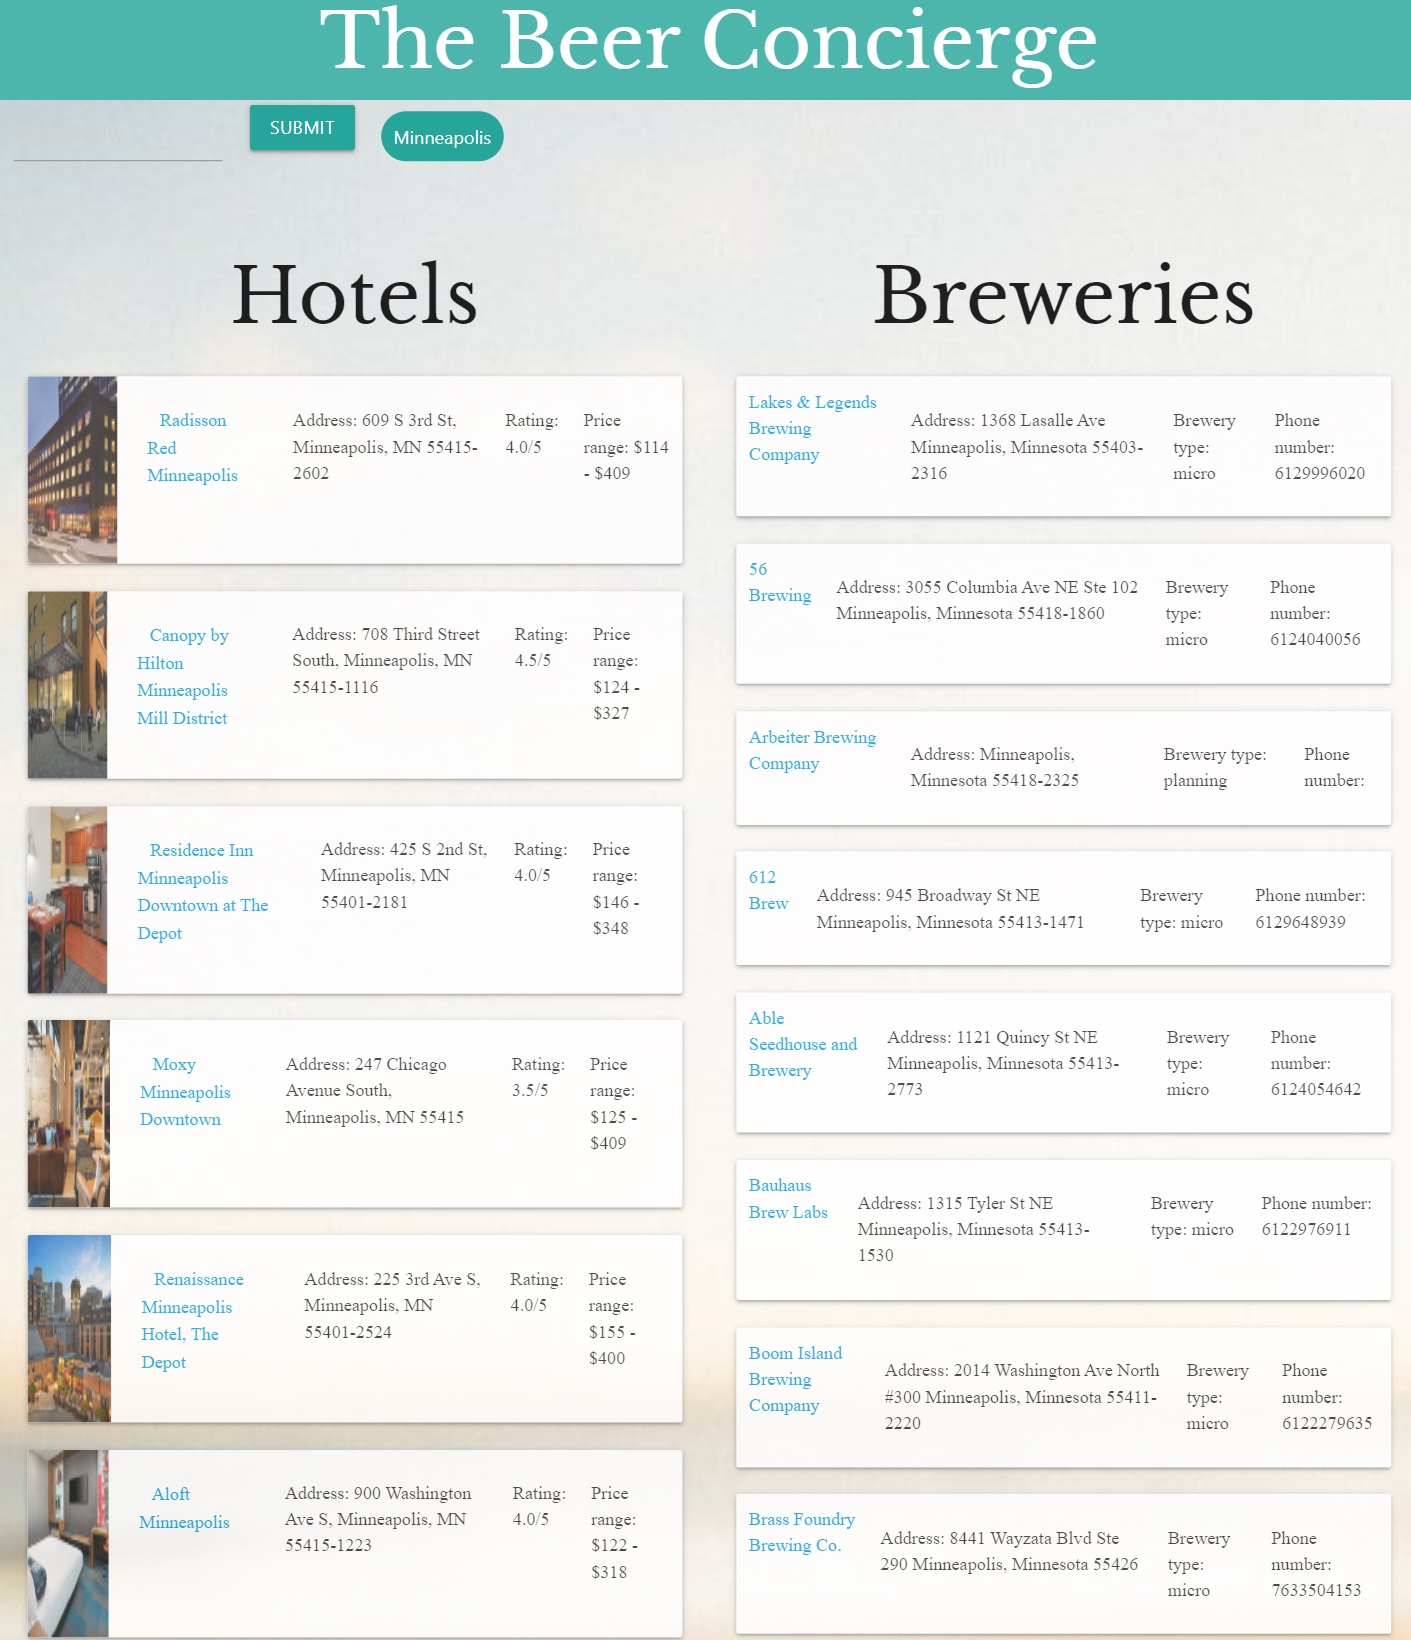 The Beer Concierge
SUBMIT
Minneapolis
Hotels
Radisson
Red
Minneapolis
Address: 609 S 3rd St,
Minneapolis, MN 55415-
2602
Rating:
4.0/5
Price
range: $114
- $409
Canopy by
Hilton
Minneapolis
Mill District
Address: 708 Third Street
South, Minneapolis, MN
55415-1116
Rating:
4.5/5
Price
range:
$124 -
$327
Residence Inn
Minneapolis
Downtown at The
Depot
Address: 425 S 2nd St,
Minneapolis, MN
55401-2181
Rating:
4.0/5
Price
range:
$146 -
$348
Moxy
Minneapolis
Downtown
Address: 247 Chicago
Avenue South,
Minneapolis, MN 55415
Rating:
3.5/5
Price
range:
$125 -
$409
Renaissance
Minneapolis
Hotel, The
Depot
Address: 225 3rd Ave S,
Minneapolis, MN
55401-2524
Rating:
4.0/5
Price
range:
$155 -
$400
Aloft
Minneapolis
Address: 900 Washington
Ave S, Minneapolis, MN
55415-1223
Rating:
4.0/5
Price
range:
$122 -
$318
Breweries
Lakes & Legends
Brewing
Company
Address: 1368 Lasalle Ave
Minneapolis, Minnesota 55403-
2316
Brewery
type:
micro
Phone
number:
6129996020
56
Brewing
Address: 3055 Columbia Ave NE Ste 102
Minneapolis, Minnesota 55418-1860
Brewery
type:
micro
Phone
number:
6124040056
Arbeiter Brewing
Company
Address: Minneapolis,
Minnesota 55418-2325
Brewery type:
planning
Phone
number:
612
Brew
Address: 945 Broadway St NE
Minneapolis, Minnesota 55413-1471
Brewery
type: micro
Phone number:
6129648939
Able
Seedhouse and
Brewery
Address: 1121 Quincy St NE
Minneapolis, Minnesota 55413-
2773
Brewery
type:
micro
Phone
number:
6124054642
Bauhaus
Brew Labs
Address: 1315 Tyler St NE
Minneapolis, Minnesota 55413-
1530
Brewery
type: micro
Phone number:
6122976911
Boom Island
Brewing
Company
Address: 2014 Washington Ave North
#300 Minneapolis, Minnesota 55411-
2220
Brewery
type:
micro
Phone
number:
6122279635
Brass Foundry
Brewing Co.
Address: 8441 Wayzata Blvd Ste
290 Minneapolis, Minnesota 55426
Brewery
type:
micro
Phone
number:
7633504153